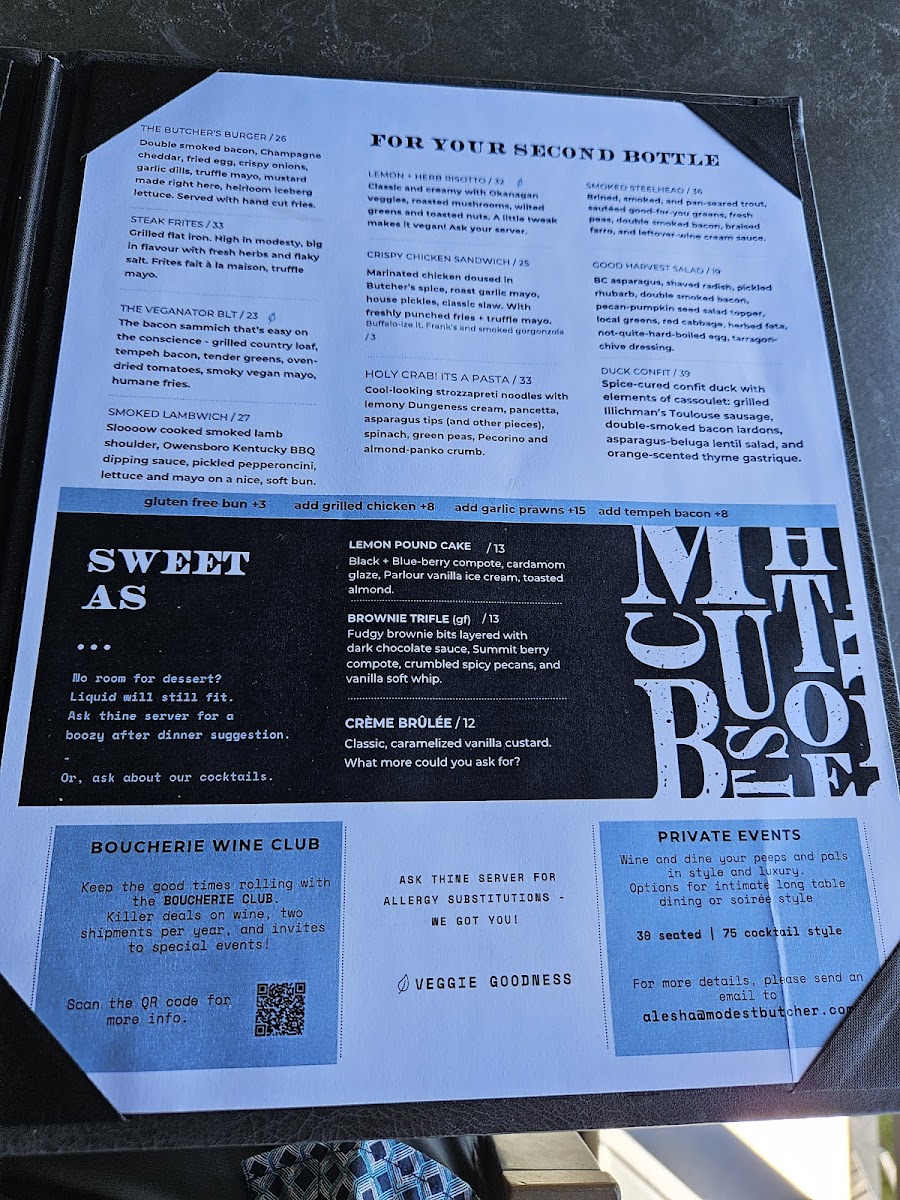 THE BUTCHER'S BURGER / 26
Double smoked bacon, Champagne
cheddar, fried egg, crispy onions,
garlic dills, truffle mayo, mustard
made right here, heirloom iceberg
lettuce. Served with hand cut fries.
STEAK FRITES / 33
Grilled flat iron. High in modesty, big
in flavour with fresh herbs and flaky
salt. Frites fait à la maison, truffle
mayo.
THE VEGANATOR BLT / 23
The bacon sammich that's easy on
the conscience - grilled country loaf,
tempeh bacon, tender greens, oven-
dried tomatoes, smoky vegan mayo,
humane fries.
SMOKED LAMBWICH / 27
Sloooow cooked smoked lamb
shoulder, Owensboro Kentucky BBQ
dipping sauce, pickled pepperoncini,
lettuce and mayo on a nice, soft bun.
FOR YOUR SECOND BOTTLE
LEMON + HERB RISOTTO / 32
Classic and creamy with Okanagan
veggies, roasted mushrooms, wilted
greens and toasted nuts. A little tweak
makes it vegan! Ask your server.
CRISPY CHICKEN SANDWICH / 25
Marinated chicken doused in
Butcher's spice, roast garlic mayo,
house pickles, classic slaw. With
freshly punched fries + truffle mayo.
Buffalo-ize it, Frank's and smoked gorgonzola
/ 3
HOLY CRAB! ITS A PASTA / 33
Cool-looking strozzapreti noodles with
lemony Dungeness cream, pancetta,
asparagus tips (and other pieces),
spinach, green peas, Pecorino and
almond-panko crumb.
SMOKED STEELHEAD / 36
Brined, smoked, and pan-seared trout,
sautéed good-for-you greens, fresh
peas, double smoked bacon, braised
farro, and leftover-wine cream sauce.
GOOD HARVEST SALAD / 19
BC asparagus, shaved radish, pickled
rhubarb, double smoked bacon,
pecan-pumpkin seed salad topper,
local greens, red cabbage, herbed feta,
not-quite-hard-boiled egg, tarragon-
chive dressing.
DUCK CONFIT / 39
Spice-cured confit duck with
elements of cassoulet: grilled
Illichman's Toulouse sausage,
double-smoked bacon lardons,
asparagus-beluga lentil salad, and
orange-scented thyme gastrique.
gluten free bun +3 add grilled chicken +8 add garlic prawns +15 add tempeh bacon +8
SWEET
AS
...
No room for dessert?
Liquid will still fit.
Ask thine server for a
boozy after dinner suggestion.
-
Or, ask about our cocktails.
LEMON POUND CAKE / 13
Black + Blue-berry compote, cardamom
glaze, Parlour vanilla ice cream, toasted
almond.
BROWNIE TRIFLE (gf) / 13
Fudgy brownie bits layered with
dark chocolate sauce, Summit berry
compote, crumbled spicy pecans, and
vanilla soft whip.
CRÈME BRÛLÉE / 12
Classic, caramelized vanilla custard.
What more could you ask for?
BOUCHERIE WINE CLUB
Keep the good times rolling with
the BOUCHERIE CLUB.
Killer deals on wine, two
shipments per year, and invites
to special events!
Scan the QR code for
more info.
ASK THINE SERVER FOR
ALLERGY SUBSTITUTIONS -
WE GOT YOU!
VEGGIE GOODNESS
PRIVATE EVENTS
Wine and dine your peeps and pals
in style and luxury.
Options for intimate long table
dining or soirée style
30 seated | 75 cocktail style
For more details, please send an
email to
alesha@modestbutcher.com